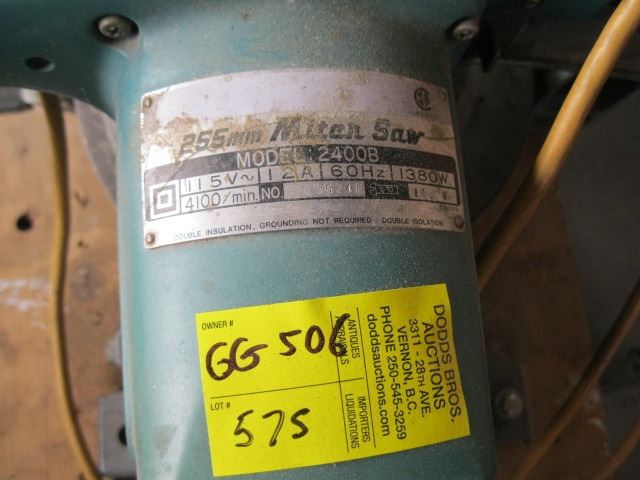 255mm Miter Saw
MODEL 2400B
115V~ 12A 60Hz 1380W
4100/min. NO.
DOUBLE INSULATION, GROUNDING NOT REQUIRED / DOUBLE ISOLATION
OWNER #
GG 506
LOT #
575
ANTIQUES
APPRAISALS
IMPORTERS
LIQUIDATIONS
DODDS BROS.
AUCTIONS
3311 - 28TH AVE.
VERNON, B.C.
PHONE 250-545-3259
doddsauctions.com